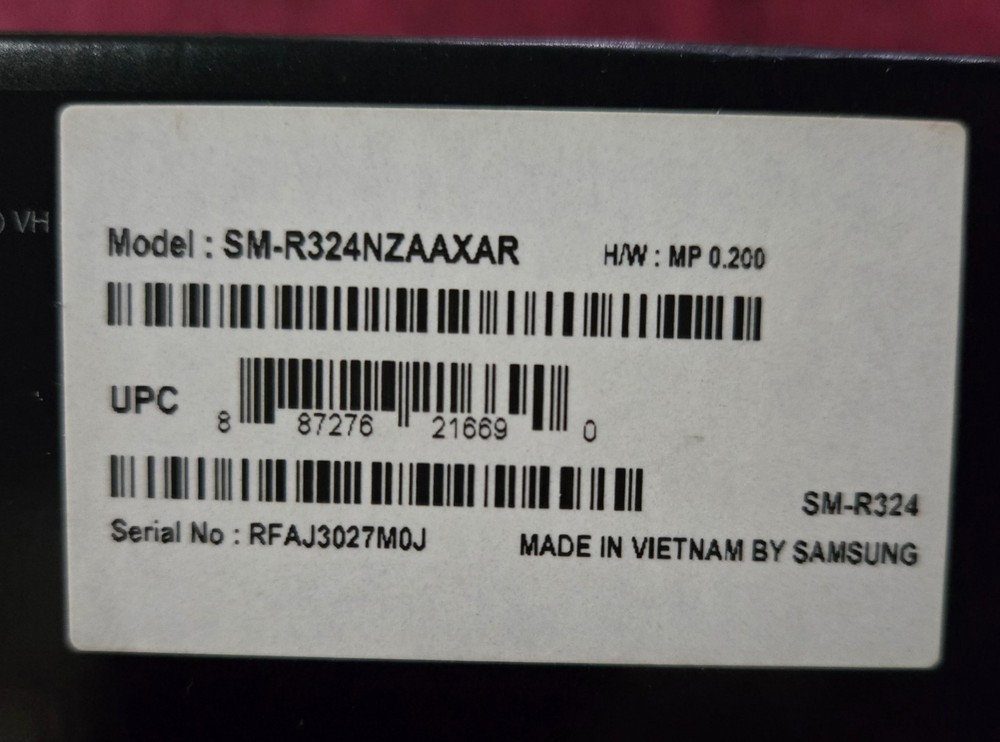 VH
Model : SM-R324NZAAXAR
H/W : MP 0.200
UPC
8 87276 21669 0
SM-R324
Serial No : RFAJ3027M0J
MADE IN VIETNAM BY SAMSUNG